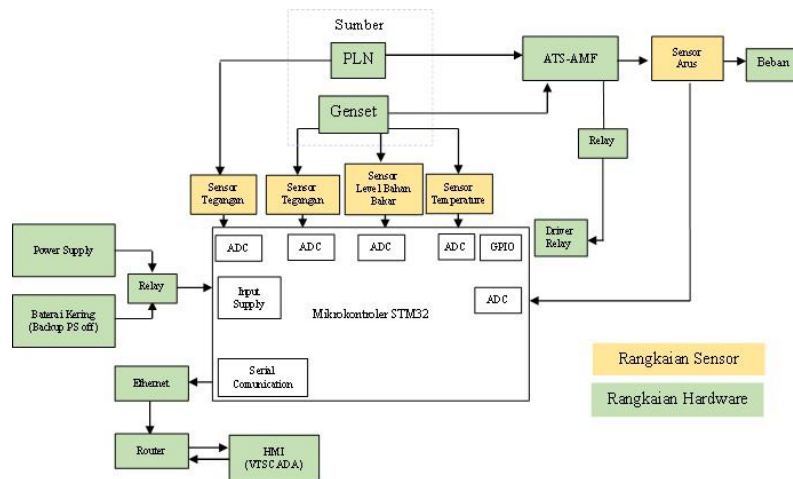 Sumber
PLN
ATS-AMF
Sensor
Arus
Beban
Genset
Relay
Sensor
Tegangan
Sensor
Tegangan
Sensor
Level Bahan
Bakar
Sensor
Temperature
Driver
Relay
Power Supply
Relay
Baterai Kering
(Backup PS off)
ADC
ADC
ADC
ADC
GPIO
Input
Supply
Mikrokontroler STM32
ADC
Serial
Comunication
Ethernet
Router
HMI
(VTSCADA)
Rangkaian Sensor
Rangkaian Hardware